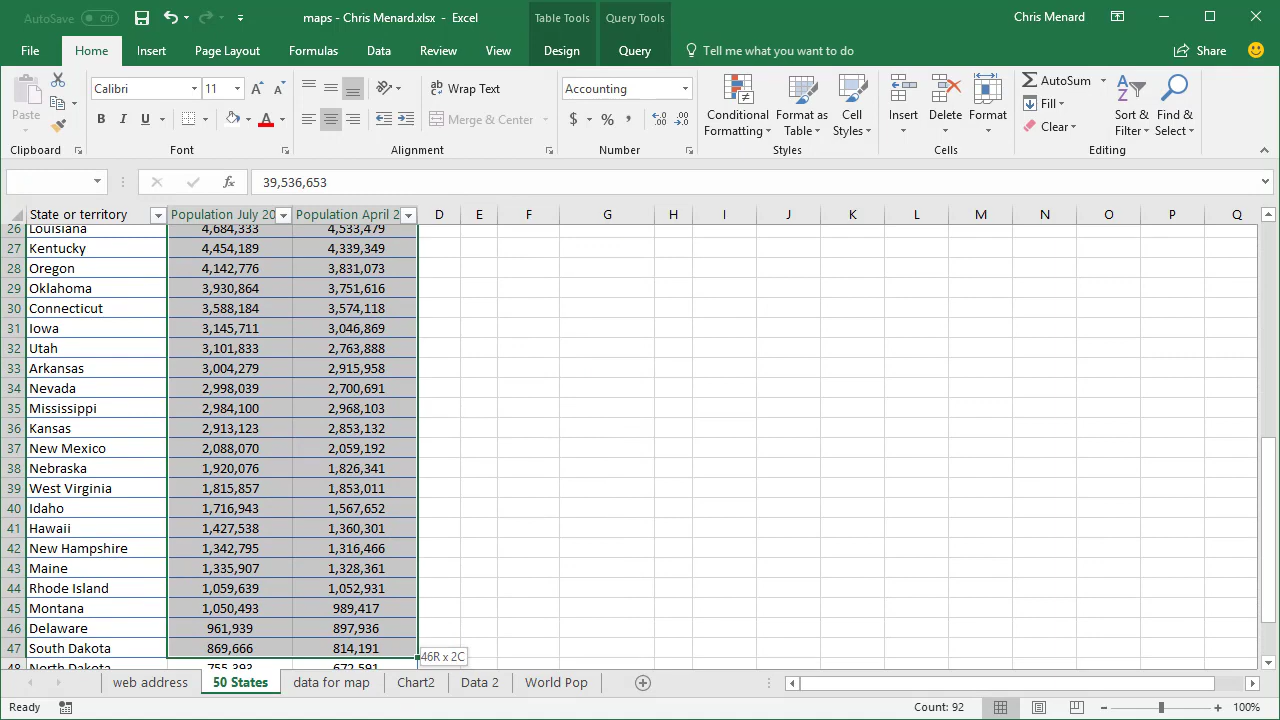 AutoSave Off maps - Chris Menard.xlsx - Excel Table Tools Query Tools Chris Menard
File Home Insert Page Layout Formulas Data Review View Design Query Tell me what you want to do Share
Paste Calibri 11 Wrap Text Accounting Conditional Formatting Format as Table Cell Styles Insert Delete Format AutoSum Sort & Filter Find & Select
B I U A Merge & Center $ % , Fill
Clear
Clipboard Font Alignment Number Styles Cells Editing
fx 39,536,653
State or territory Population July 20 Population April 2 D E F G H I J K L M N O P Q
26 Louisiana 4,684,333 4,533,479
27 Kentucky 4,454,189 4,339,349
28 Oregon 4,142,776 3,831,073
29 Oklahoma 3,930,864 3,751,616
30 Connecticut 3,588,184 3,574,118
31 Iowa 3,145,711 3,046,869
32 Utah 3,101,833 2,763,888
33 Arkansas 3,004,279 2,915,958
34 Nevada 2,998,039 2,700,691
35 Mississippi 2,984,100 2,968,103
36 Kansas 2,913,123 2,853,132
37 New Mexico 2,088,070 2,059,192
38 Nebraska 1,920,076 1,826,341
39 West Virginia 1,815,857 1,853,011
40 Idaho 1,716,943 1,567,652
41 Hawaii 1,427,538 1,360,301
42 New Hampshire 1,342,795 1,316,466
43 Maine 1,335,907 1,328,361
44 Rhode Island 1,059,639 1,052,931
45 Montana 1,050,493 989,417
46 Delaware 961,939 897,936
47 South Dakota 869,666 814,191
46R x 2C
48 North Dakota 755,393 672,591
web address 50 States data for map Chart2 Data 2 World Pop
Ready Count: 92 100%